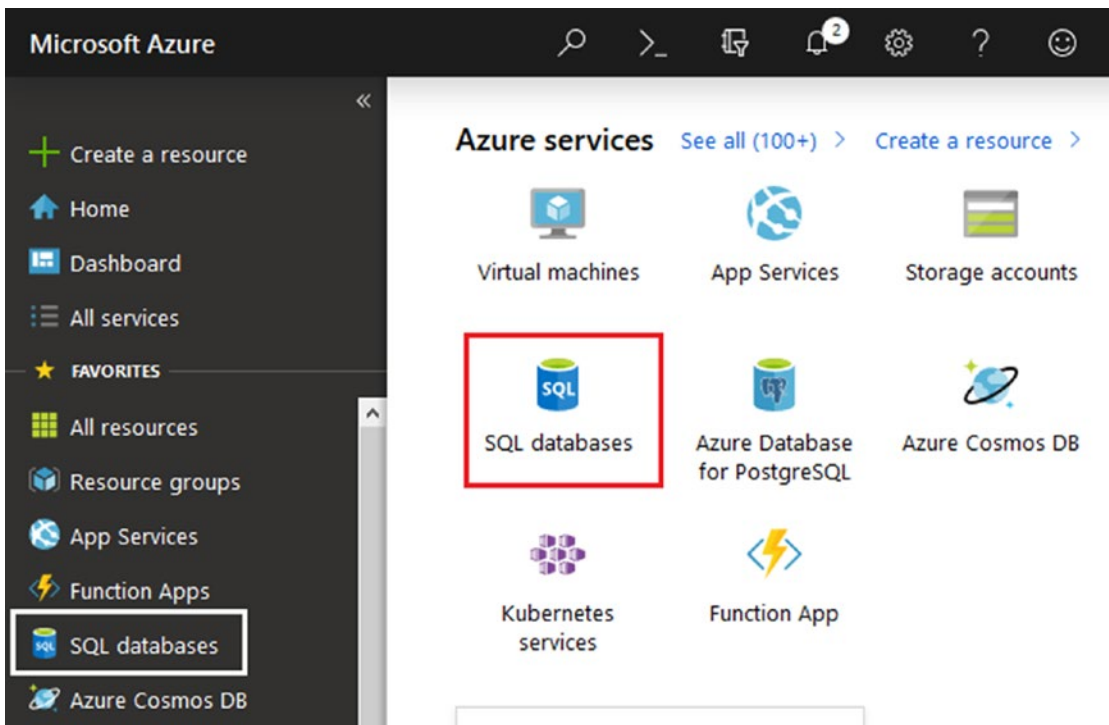 Microsoft Azure
>_
2
?
«
Create a resource
Home
Dashboard
All services
FAVORITES
All resources
Resource groups
App Services
Function Apps
SQL
SQL databases
Azure Cosmos DB
Azure services See all (100+) > Create a resource >
Virtual machines
App Services
Storage accounts
SQL
SQL databases
Azure Database
for PostgreSQL
Azure Cosmos DB
Kubernetes
services
Function App